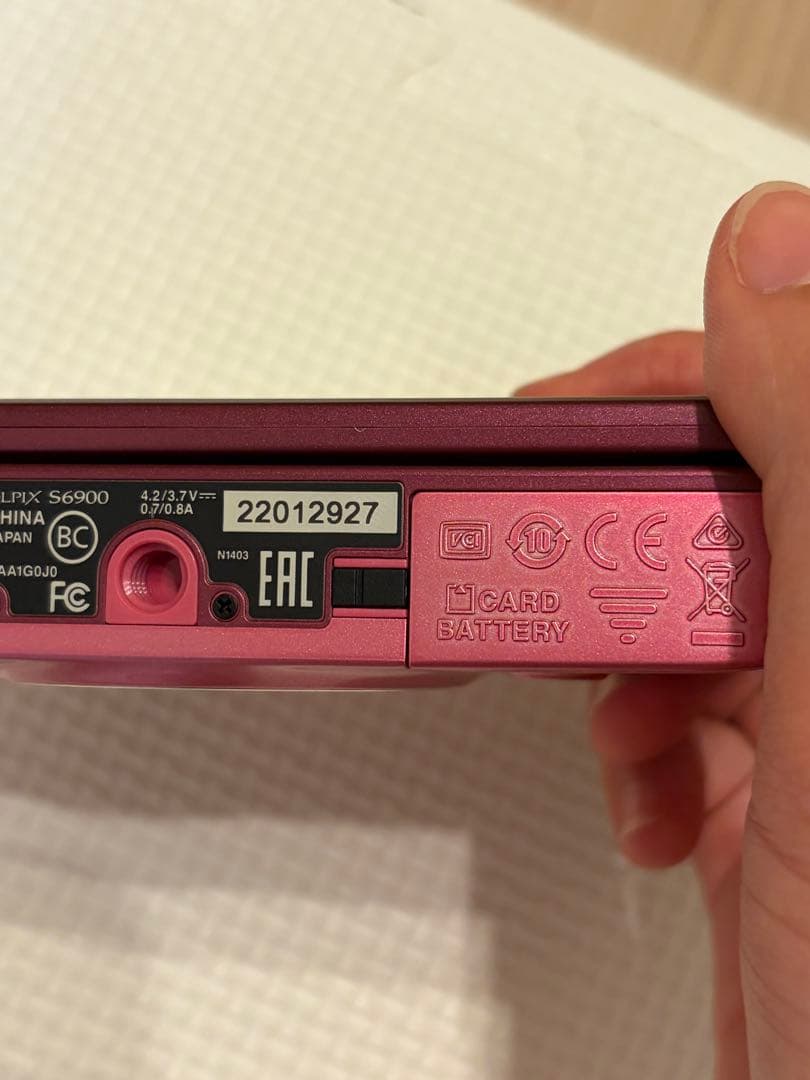 LPIX S6900
4.2/3.7V⎓
0.7/0.8A
22012927
HINA
APAN
BC
AA1G0J0
FC
N1403
EAC
VCI
10
CE
CARD
BATTERY